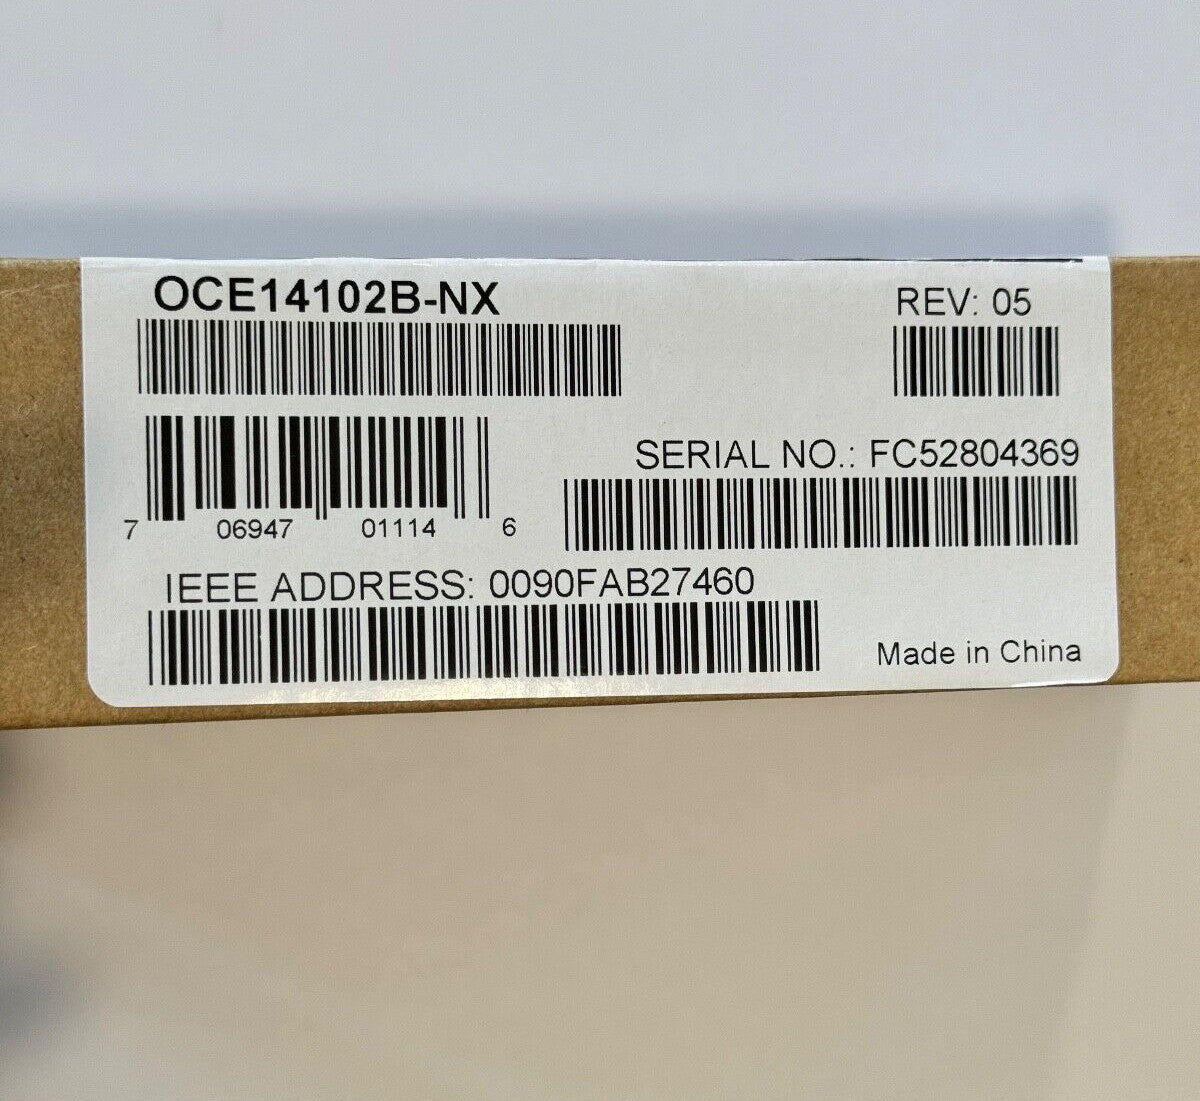 OCE14102B-NX
REV: 05
SERIAL NO.: FC52804369
7 06947 01114 6
IEEE ADDRESS: 0090FAB27460
Made in China